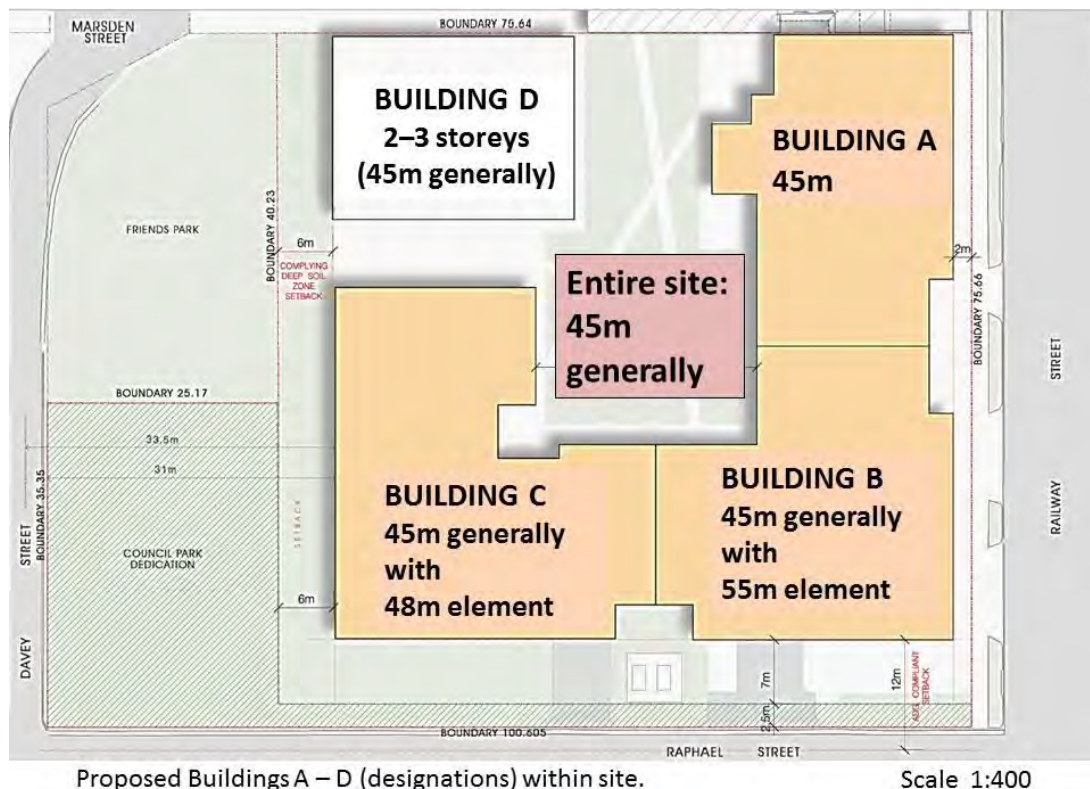 MARSDEN
STREET
BOUNDARY 75.64
BUILDING D
2–3 storeys
(45m generally)
BUILDING A
45m
FRIENDS PARK
BOUNDARY 40.23
6m
COMPLYING
DEEP SOIL
ZONE
SETBACK
Entire site:
45m
generally
2m
BOUNDARY 75.66
STREET
RAILWAY
BOUNDARY 25.17
33.5m
31m
BOUNDARY 35.35
STREET
DAVEY
COUNCIL PARK
DEDICATION
SETBACK
6m
BUILDING C
45m generally
with
48m element
BUILDING B
45m generally
with
55m element
7m
12m
ADG COMPLIANT
SETBACK
2.5m
BOUNDARY 100.605
RAPHAEL STREET
Proposed Buildings A – D (designations) within site.
Scale 1:400